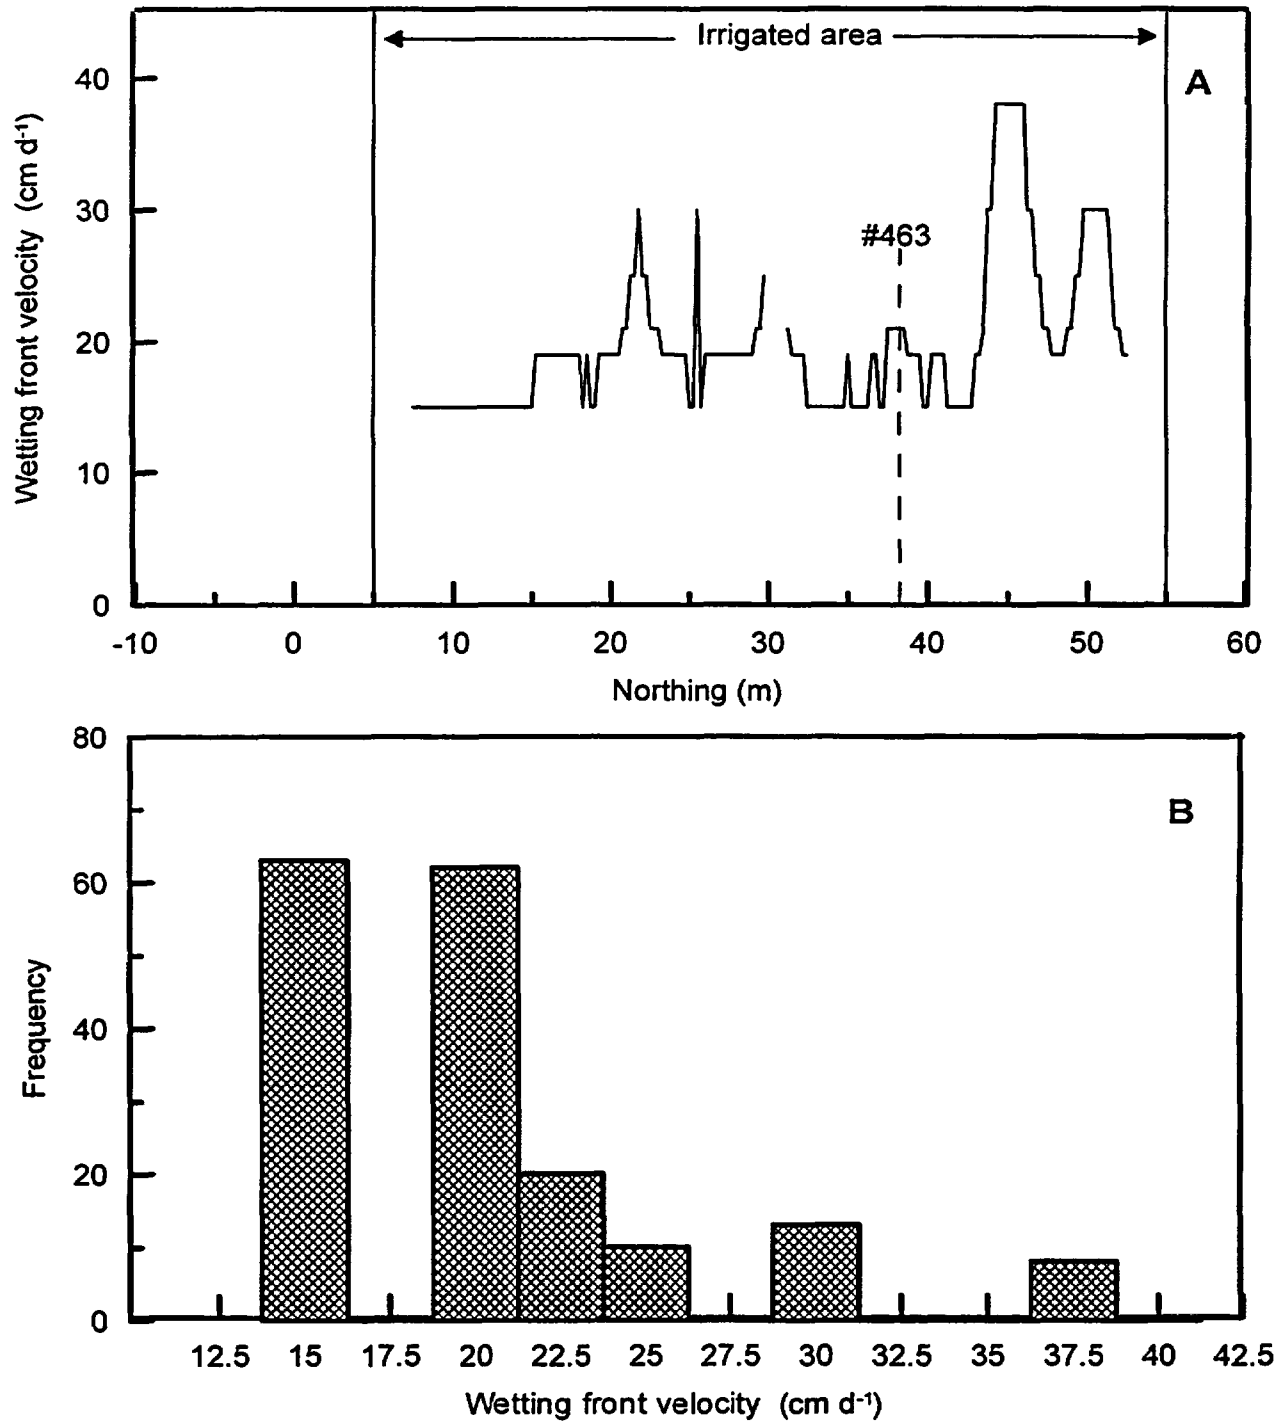 Irrigated area
A
40
30
20
10
0
Wetting front velocity (cm d-1)
#463
-10 0 10 20 30 40 50 60
Northing (m)
B
80
60
40
20
0
Frequency
12.5 15 17.5 20 22.5 25 27.5 30 32.5 35 37.5 40 42.5
Wetting front velocity (cm d-1)